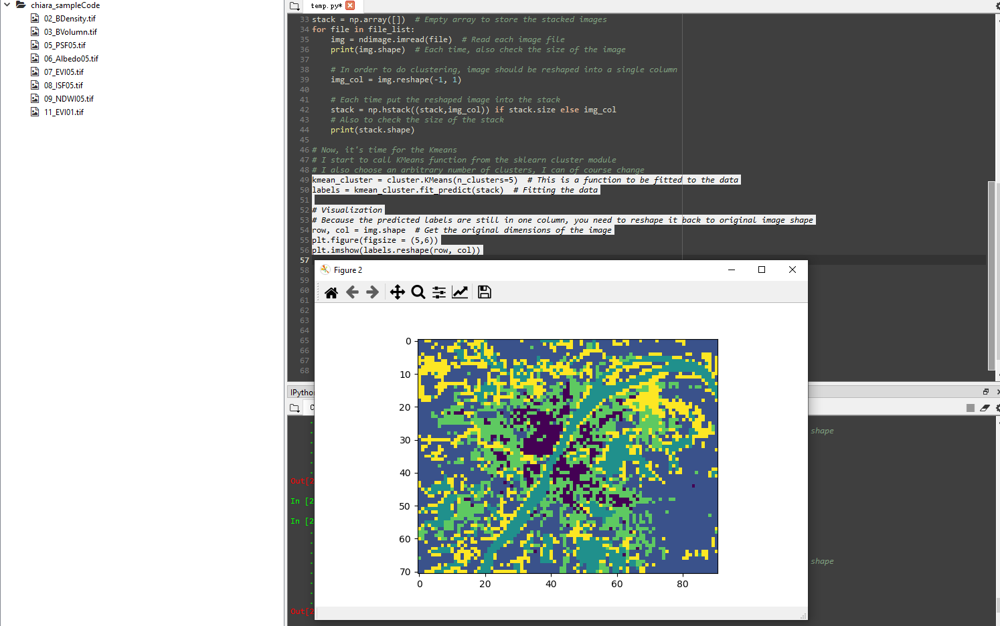 chiara_sampleCode
02_BDensity.tif
03_BVolumn.tif
05_PSF05.tif
06_Albedo05.tif
07_EVI05.tif
08_ISF05.tif
09_NDWI05.tif
11_EVI01.tif
temp.py*
33 stack = np.array([])  # Empty array to store the stacked images
34 for file in file_list:
35     img = ndimage.imread(file)  # Read each image file
36     print(img.shape)  # Each time, also check the size of the image
37
38     # In order to do clustering, image should be reshaped into a single column
39     img_col = img.reshape(-1, 1)
40
41     # Each time put the reshaped image into the stack
42     stack = np.hstack((stack,img_col)) if stack.size else img_col
43     # Also to check the size of the stack
44     print(stack.shape)
45
46 # Now, it's time for the Kmeans
47 # I start to call KMeans function from the sklearn cluster module
48 # I also choose an arbitrary number of clusters, I can of course change
49 kmean_cluster = cluster.KMeans(n_clusters=5)  # This is a function to be fitted to the data
50 labels = kmean_cluster.fit_predict(stack)  # Fitting the data
51
52 # Visualization
53 # Because the predicted labels are still in one column, you need to reshape it back to original image shape
54 row, col = img.shape  # Get the original dimensions of the image
55 plt.figure(figsize = (5,6))
56 plt.imshow(labels.reshape(row, col))
57
58
59
60
61
62
63
64
65
66
67
68
Figure 2
0
10
20
30
40
50
60
70
0 20 40 60 80
IPython
C
shape
Out[2
In [2
In [2
shape
Out[2